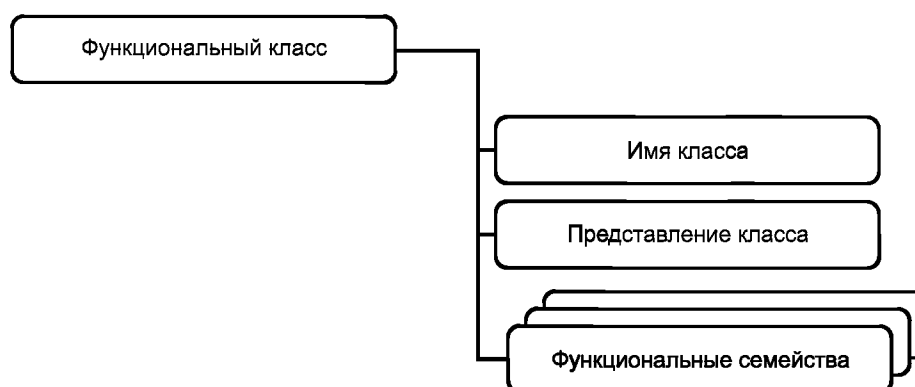 Функциональный класс
Имя класса
Представление класса
Функциональные семейства